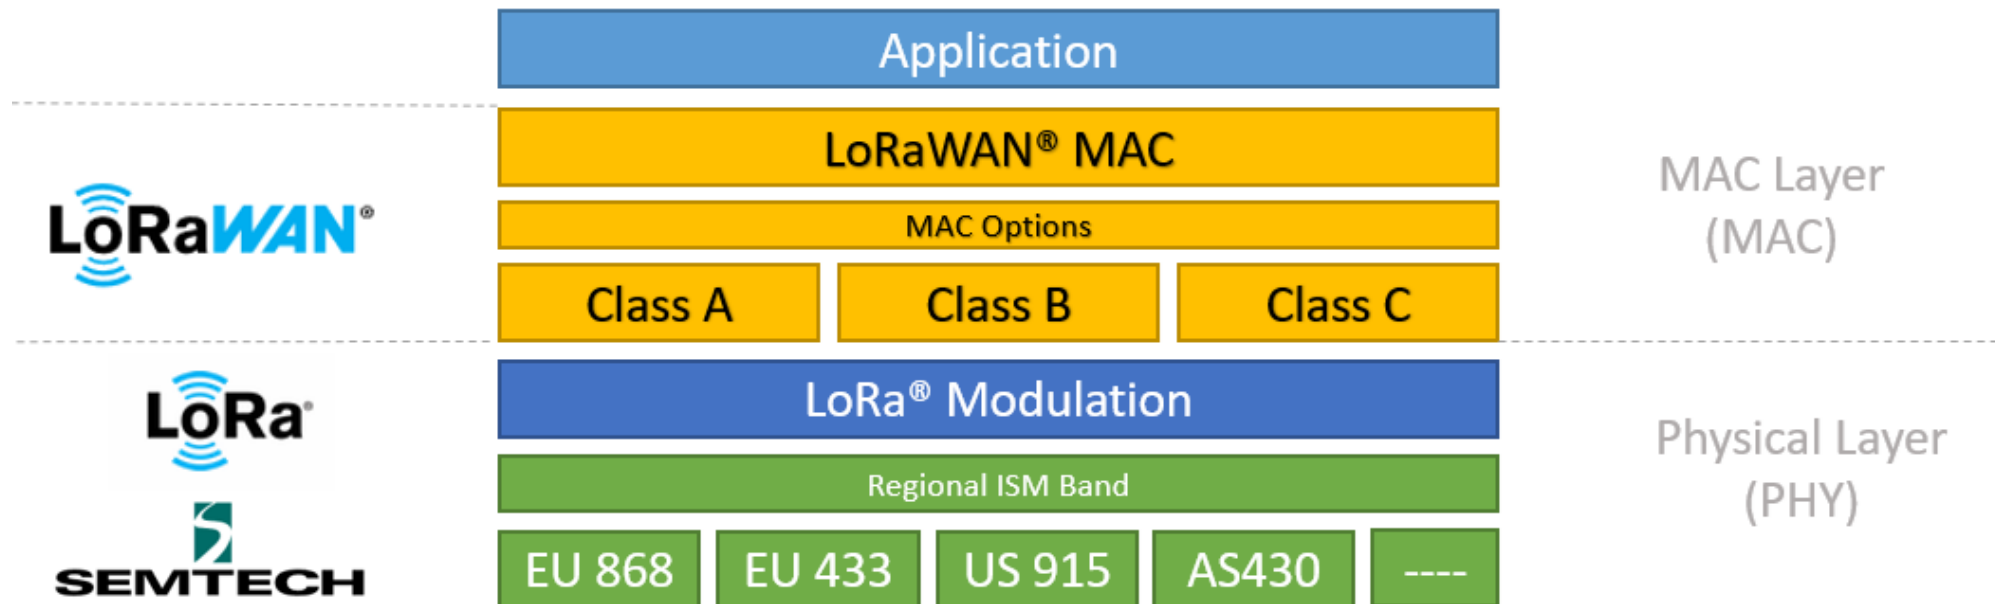 Application
LoRaWAN®
LoRaWAN® MAC
MAC Options
Class A Class B Class C
MAC Layer
(MAC)
LoRa®
LoRa® Modulation
Regional ISM Band
Physical Layer
(PHY)
SEMTECH
EU 868 EU 433 US 915 AS430 ----